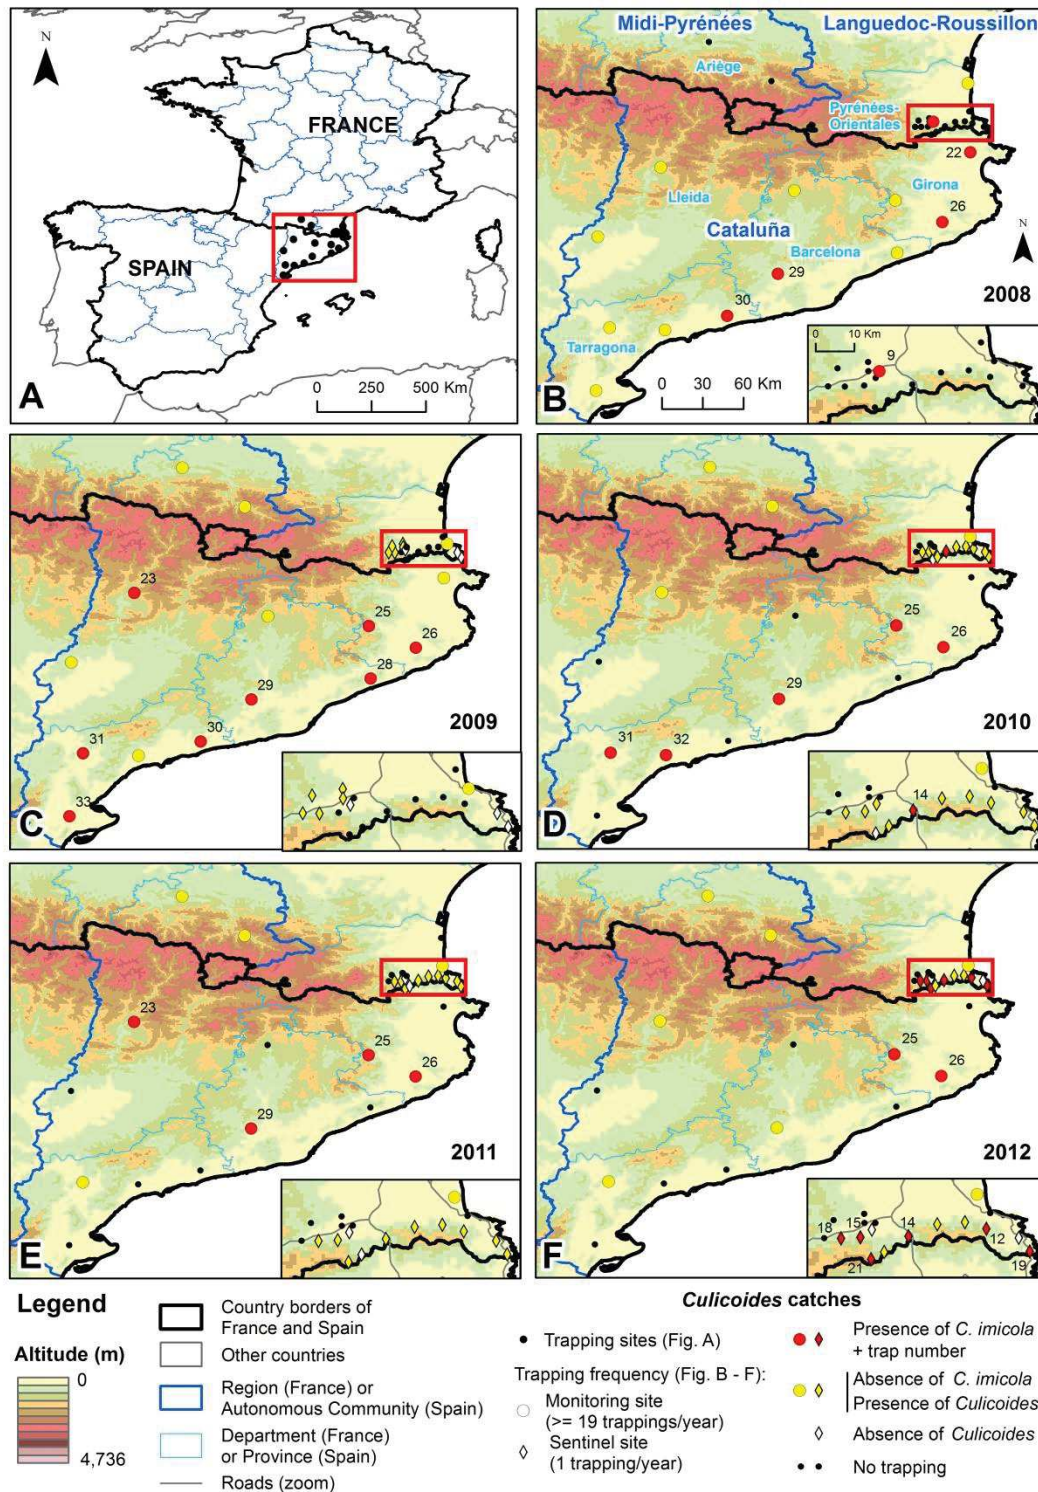 N
FRANCE
SPAIN
0 250 500 Km
A
Midi-Pyrénées
Languedoc-Roussillon
Ariège
Pyrénées-
Orientales
22
Lleida
Girona
26
Cataluña
N
Barcelona
29
2008
30
0 10 Km
Tarragona
9
0 30 60 Km
B
23
25
26
28
29
2009
30
31
33
C
25
26
29
2010
31
32
14
D
23
25
26
29
2011
E
25
26
2012
18
15
14
12
21
19
F
Legend
Altitude (m)
0
4,736
Country borders of
France and Spain
Other countries
Region (France) or
Autonomous Community (Spain)
Department (France)
or Province (Spain)
Roads (zoom)
Trapping sites (Fig. A)
Trapping frequency (Fig. B - F):
Monitoring site
(>= 19 trappings/year)
Sentinel site
(1 trapping/year)
Culicoides catches
Presence of C. imicola
+ trap number
Absence of C. imicola
Presence of Culicoides
Absence of Culicoides
No trapping